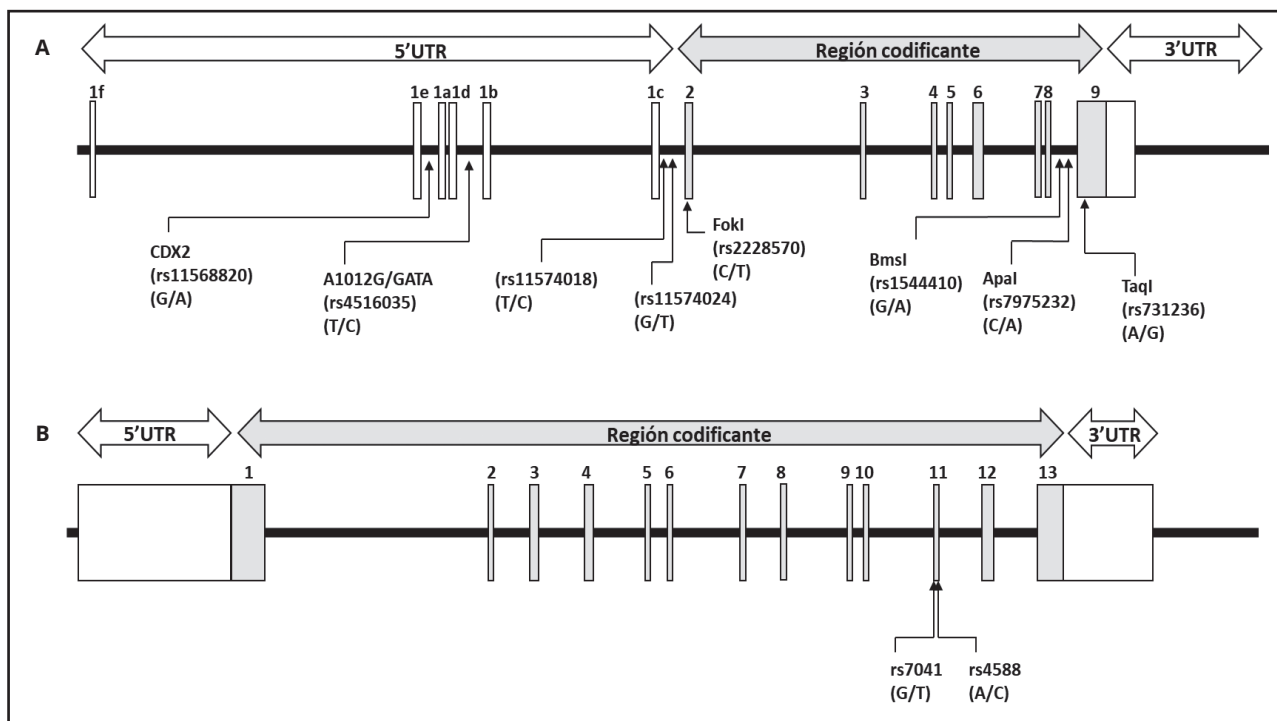 A
5'UTR
Región codificante
3'UTR
1f
1e
1a
1d
1b
1c
2
3
4
5
6
7
8
9
CDX2
(rs11568820)
(G/A)
A1012G/GATA
(rs4516035)
(T/C)
(rs11574018)
(T/C)
(rs11574024)
(G/T)
FokI
(rs2228570)
(C/T)
BmsI
(rs1544410)
(G/A)
ApaI
(rs7975232)
(C/A)
TaqI
(rs731236)
(A/G)
B
5'UTR
Región codificante
3'UTR
1
2
3
4
5
6
7
8
9
10
11
12
13
rs7041
(G/T)
rs4588
(A/C)